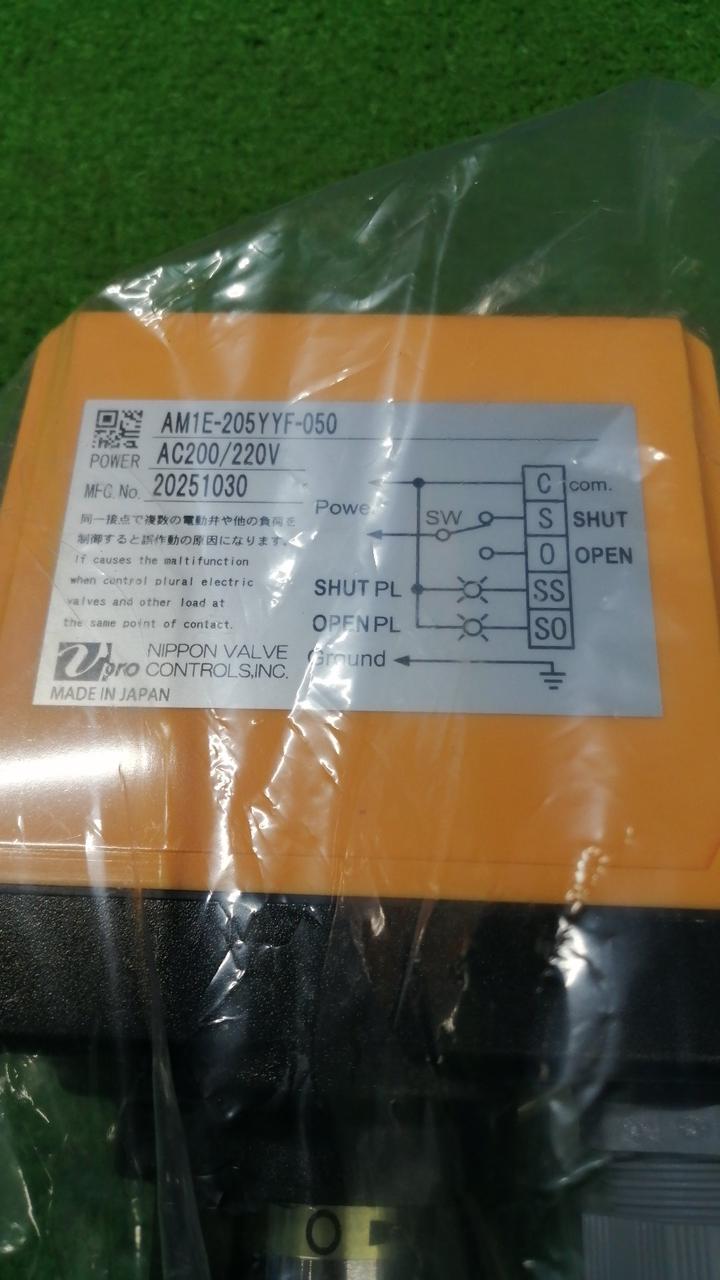 AM1E-205YYF-050
POWER AC200/220V
MFG.No. 20251030
同一接点で複数の電動弁や他の負荷を
制御すると誤作動の原因になります。
If causes the maltifunction
when control plural electric
valves and other load at
the same point of contact.
Vpro NIPPON VALVE
CONTROLS,INC.
MADE IN JAPAN
C com.
Power
SW S SHUT
O OPEN
SHUT PL SS
OPEN PL SO
Ground
O